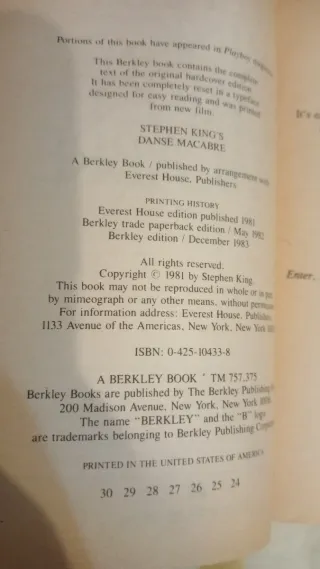 Portions of this book have appeared in Playboy
This Berkley book contains the complete
text of the original hardcover edition.
It has been completely reset in a typeface
designed for easy reading and was printed
from new film.
STEPHEN KING'S
DANSE MACABRE
A Berkley Book / published by arrangement with
Everest House, Publishers
PRINTING HISTORY
Everest House edition published 1981
Berkley trade paperback edition / May 1982
Berkley edition / December 1983
All rights reserved.
Copyright © 1981 by Stephen King.
This book may not be reproduced in whole or in part,
by mimeograph or any other means, without
For information address: Everest House,
1133 Avenue of the Americas, New York, New York
ISBN: 0-425-10433-8
A BERKLEY BOOK ® TM 757,375
Berkley Books are published by The Berkley Publishing
200 Madison Avenue, New York, New York
The name "BERKLEY" and the "B" logo
are trademarks belonging to Berkley Publishing
PRINTED IN THE UNITED STATES OF AMERICA
30 29 28 27 26 25 24
It's
Enter.